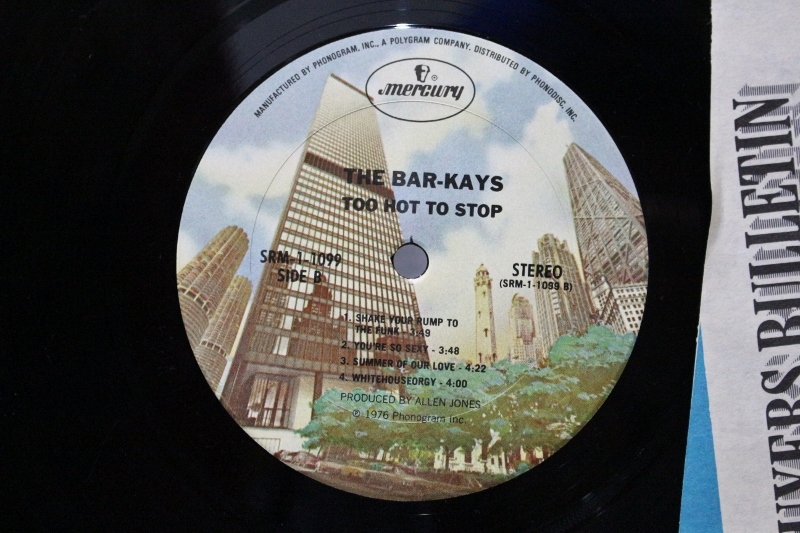 MANUFACTURED BY PHONOGRAM, INC., A POLYGRAM COMPANY. DISTRIBUTED BY PHONODISC, INC.
mercury ®
THE BAR-KAYS
TOO HOT TO STOP
SRM-1-1099
SIDE B
STEREO
(SRM-1-1099 B)
1. SHAKE YOUR RUMP TO
THE FUNK - 3:49
2. YOU'RE SO SEXY - 3:48
3. SUMMER OF OUR LOVE - 4:22
4. WHITEHOUSEORGY - 4:00
PRODUCED BY ALLEN JONES
℗ 1976 Phonogram Inc.
BULLETIN